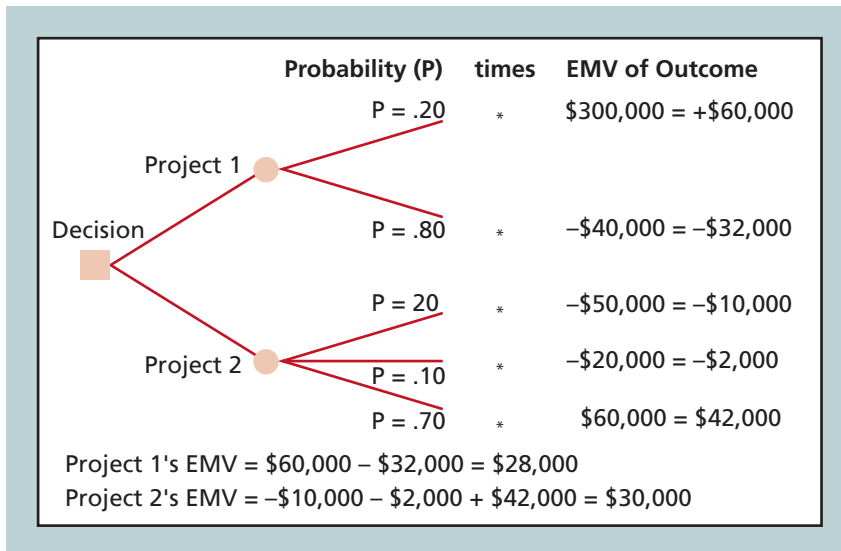 Probability (P) times EMV of Outcome
P = .20 * $300,000 = +$60,000
Project 1
Decision
P = .80 * –$40,000 = –$32,000
P = 20 * –$50,000 = –$10,000
Project 2
P = .10 * –$20,000 = –$2,000
P = .70 * $60,000 = $42,000
Project 1's EMV = $60,000 – $32,000 = $28,000
Project 2's EMV = –$10,000 – $2,000 + $42,000 = $30,000